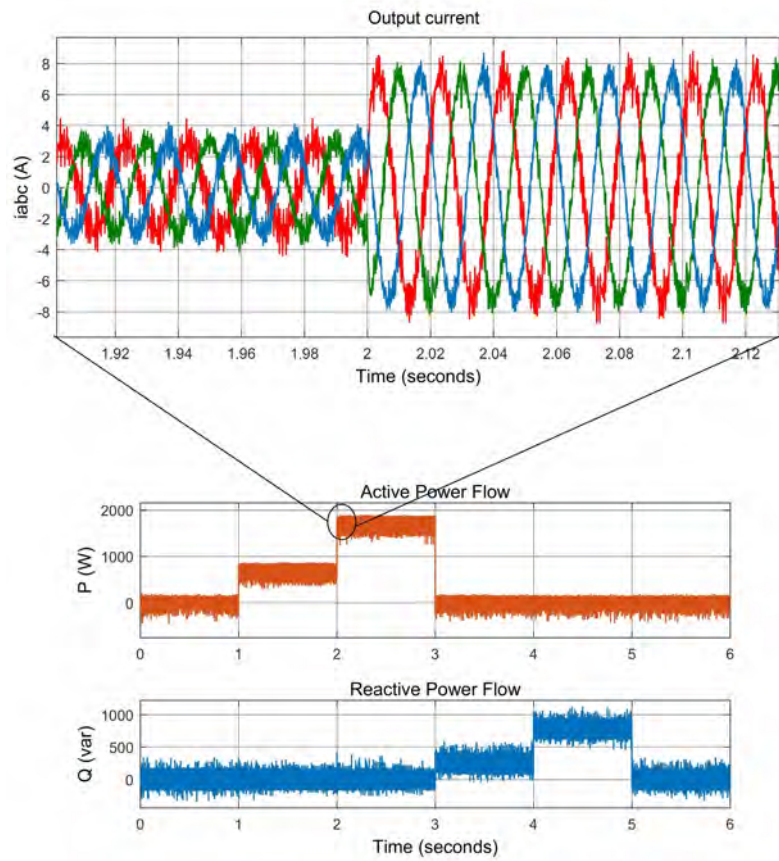 Output current
iabc (A)
8
6
4
2
0
-2
-4
-6
-8
1.92 1.94 1.96 1.98 2 2.02 2.04 2.06 2.08 2.1 2.12
Time (seconds)
Active Power Flow
P (W)
2000
1000
0
0 1 2 3 4 5 6
Reactive Power Flow
Q (var)
1000
500
0
0 1 2 3 4 5 6
Time (seconds)